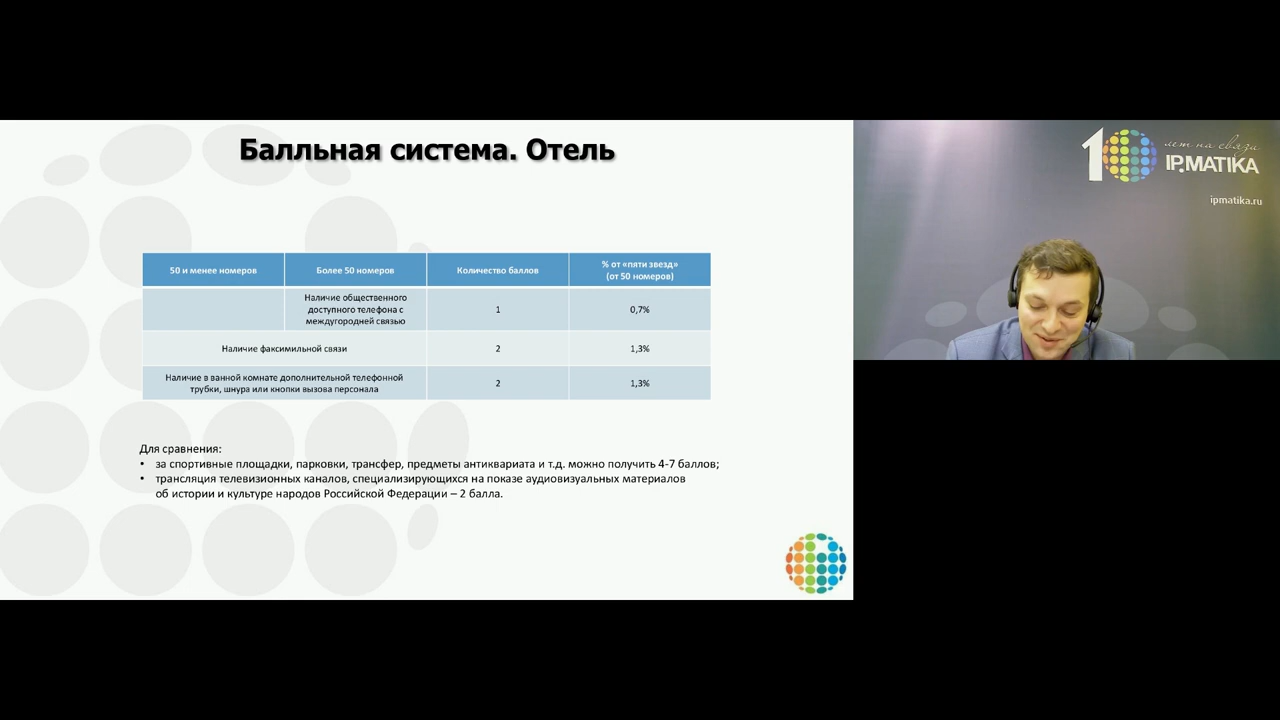 Балльная система. Отель
50 и менее номеров
Более 50 номеров
Количество баллов
% от «пяти звезд»
(от 50 номеров)
Наличие общественного
доступного телефона с
междугородней связью
1
0,7%
Наличие факсимильной связи
2
1,3%
Наличие в ванной комнате дополнительной телефонной
трубки, шнура или кнопки вызова персонала
2
1,3%
Для сравнения:
• за спортивные площадки, парковки, трансфер, предметы антиквариата и т.д. можно получить 4-7 баллов;
• трансляция телевизионных каналов, специализирующихся на показе аудиовизуальных материалов
об истории и культуре народов Российской Федерации – 2 балла.
10 лет на связи
IPMATIKA
ipmatika.ru